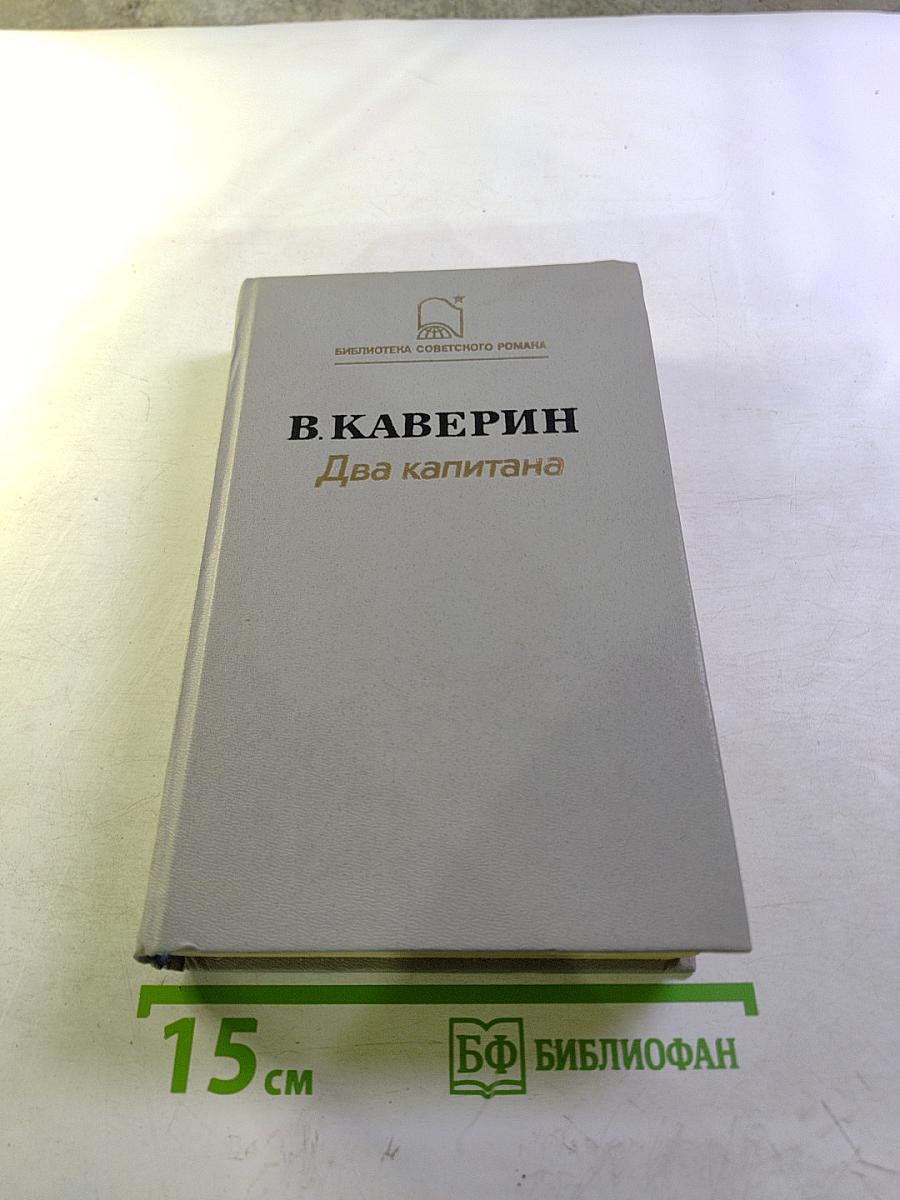 БИБЛИОТЕКА СОВЕТСКОГО РОМАНА
В. КАВЕРИН
Два капитана
15 см
БФ БИБЛИОФАН